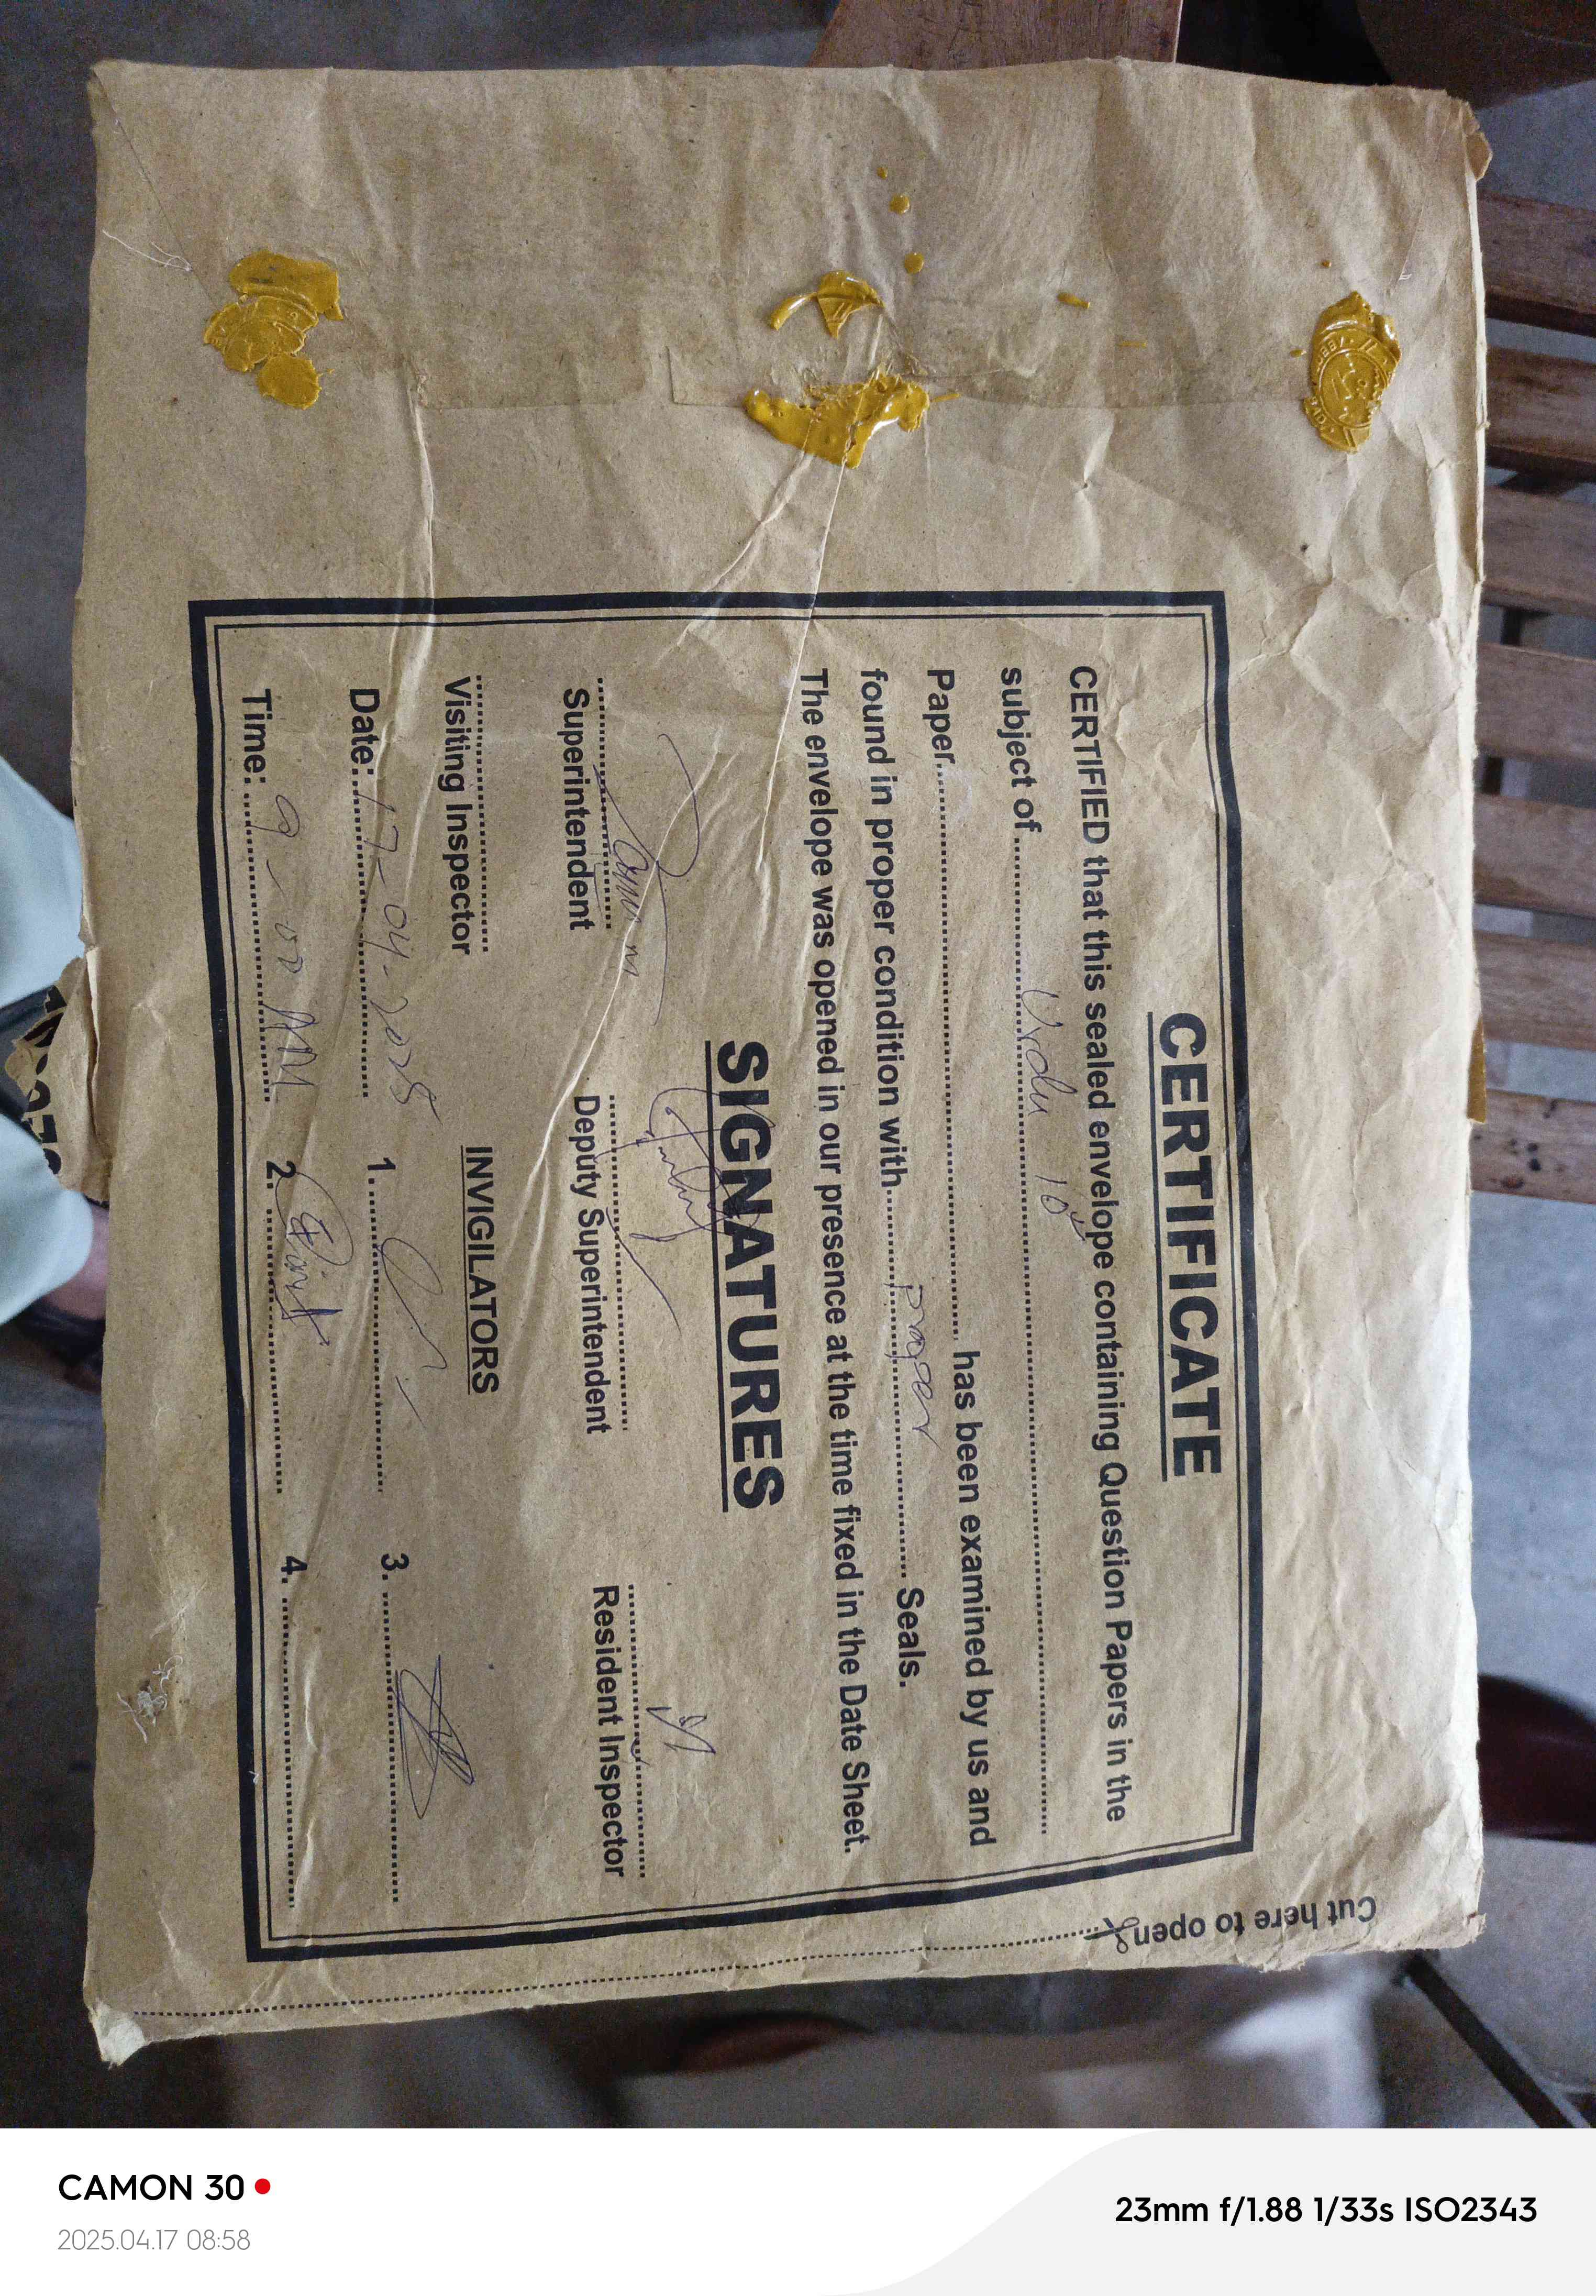 CERTIFICATE
CERTIFIED that this sealed envelope containing Question Papers in the
subject of Urdu 10th
Paper has been examined by us and
found in proper condition with proper Seals.
The envelope was opened in our presence at the time fixed in the Date Sheet.
SIGNATURES
Superintendent Deputy Superintendent Resident Inspector
Visiting Inspector INVIGILATORS
Date: 17-04-2025 1. 3.
Time: 9-00 AM 2. 4.
Cut here to open
CAMON 30
2025.04.17 08:58
23mm f/1.88 1/33s ISO2343